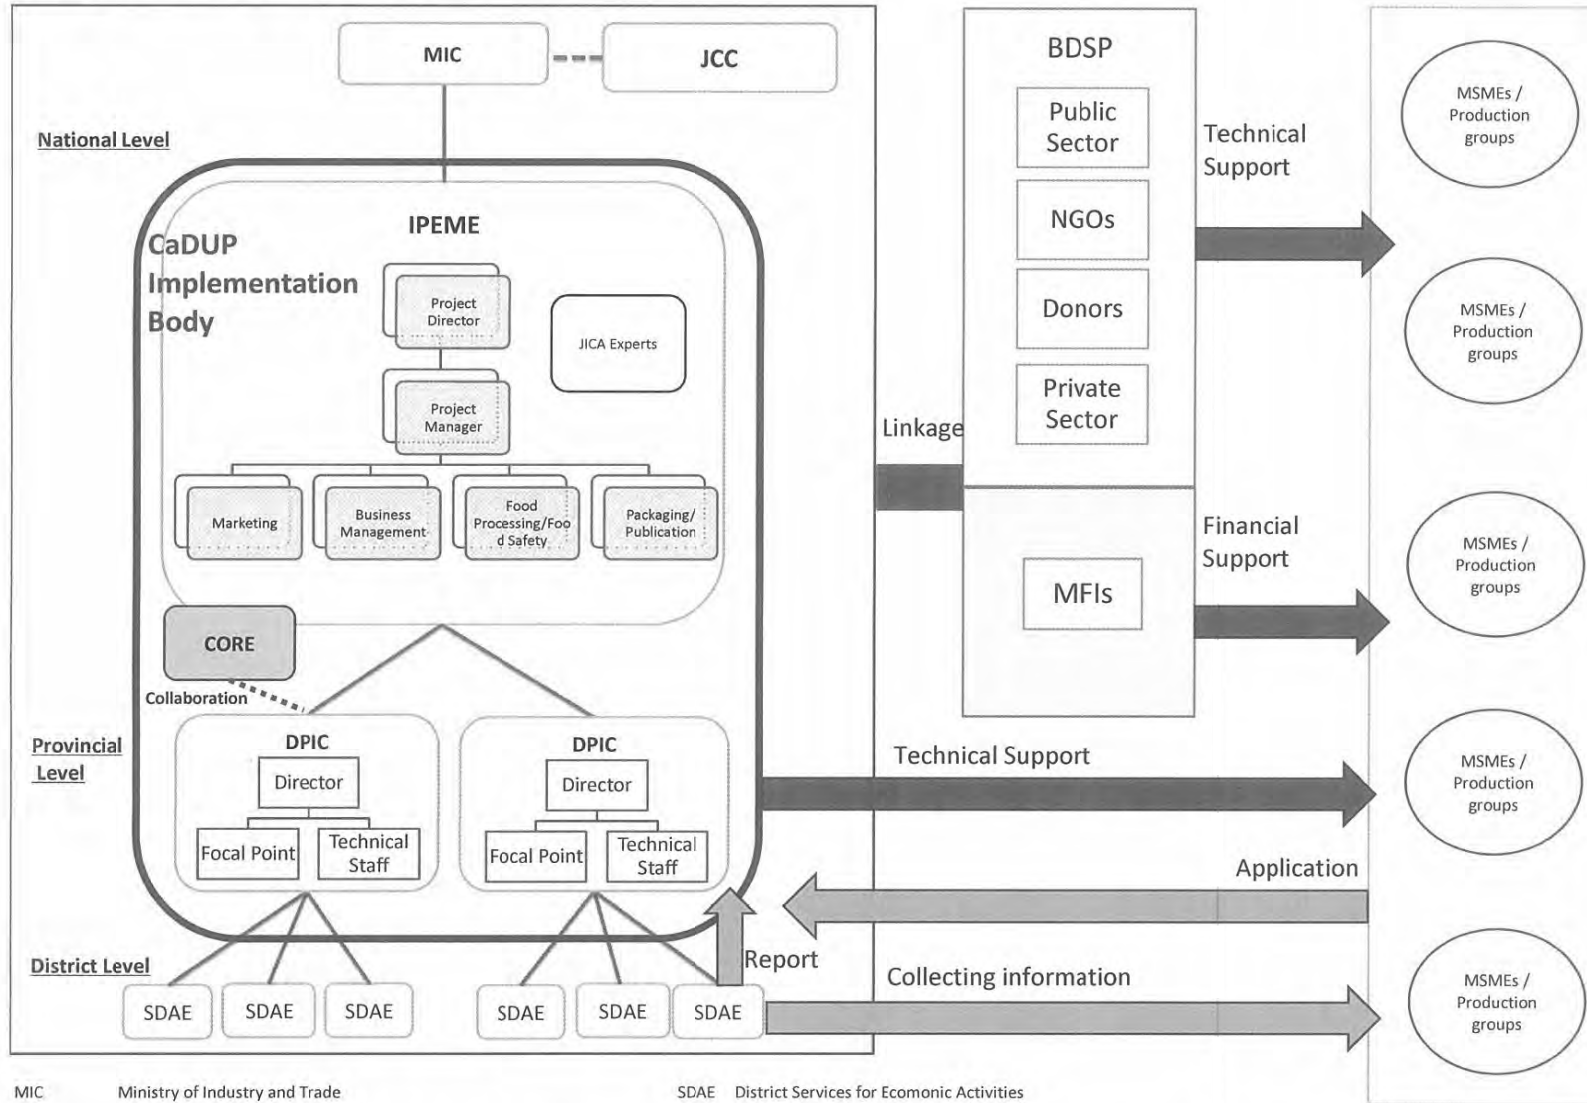 MIC
JCC
National Level
IPEME
CaDUP
Implementation
Body
Project
Director
JICA Experts
Project
Manager
Marketing
Business
Management
Food
Processing/Foo
d Safety
Packaging/
Publication
CORE
Collaboration
Provincial
Level
DPIC
Director
Focal Point
Technical
Staff
DPIC
Director
Focal Point
Technical
Staff
District Level
SDAE
SDAE
SDAE
SDAE
SDAE
SDAE
Report
Linkage
BDSP
Public
Sector
NGOs
Donors
Private
Sector
MFIs
Technical
Support
Financial
Support
Technical Support
Application
Collecting information
MSMEs /
Production
groups
MSMEs /
Production
groups
MSMEs /
Production
groups
MSMEs /
Production
groups
MSMEs /
Production
groups
MIC Ministry of Industry and Trade
SDAE District Services for Ecomonic Activities